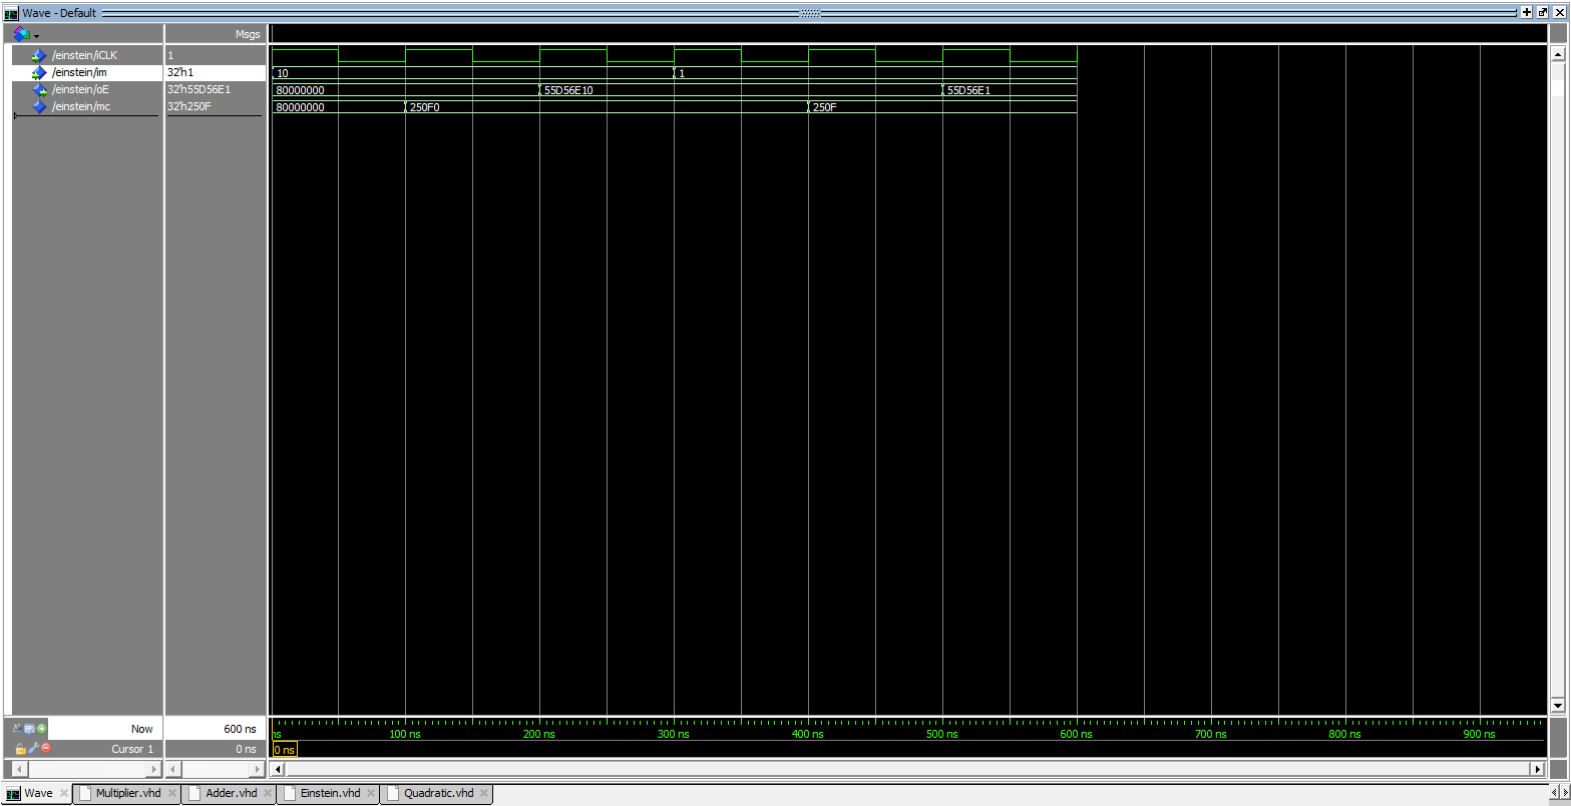 Wave - Default
Msgs
/einstein/iCLK 1
/einstein/im 32'h1 10 1
/einstein/oE 32'h55D56E1 80000000 55D56E10 55D56E1
/einstein/mc 32'h250F 80000000 250F0 250F
Now 600 ns ns 100 ns 200 ns 300 ns 400 ns 500 ns 600 ns 700 ns 800 ns 900 ns
Cursor 1 0 ns 0 ns
Wave Multiplier.vhd Adder.vhd Einstein.vhd Quadratic.vhd